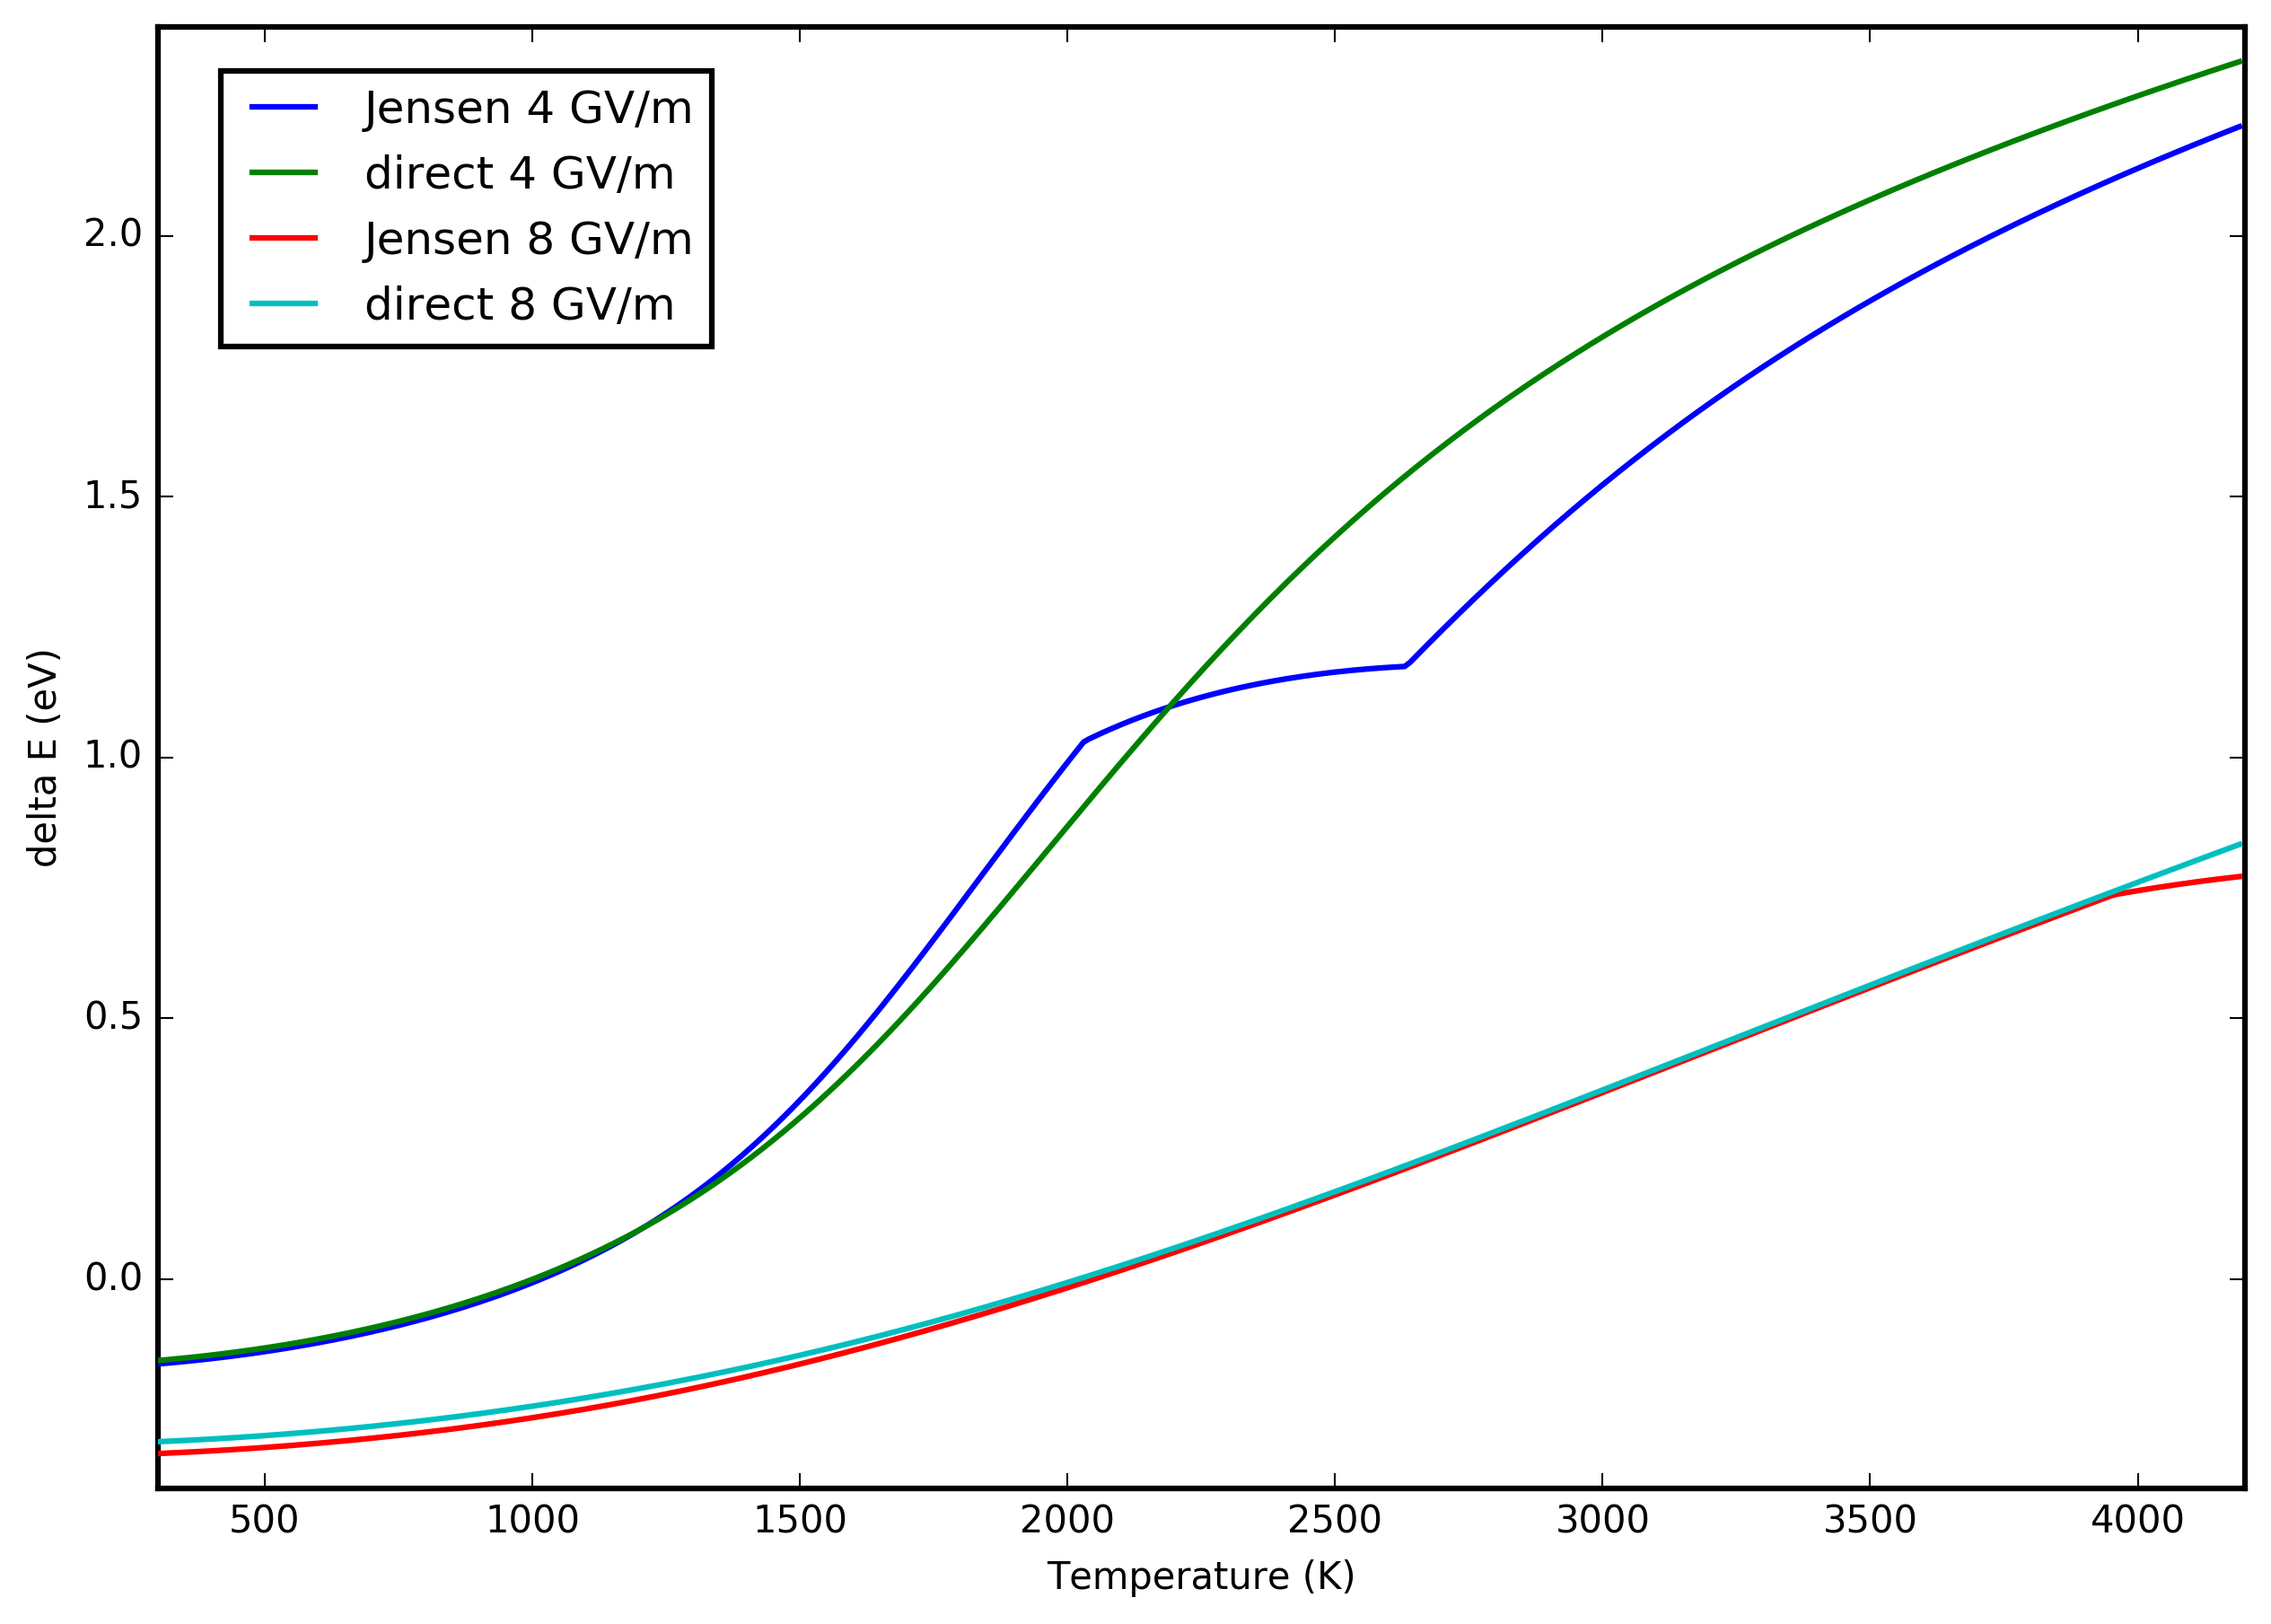 Jensen 4 GV/m
direct 4 GV/m
Jensen 8 GV/m
direct 8 GV/m
2.0
1.5
1.0
0.5
0.0
delta E (eV)
500 1000 1500 2000 2500 3000 3500 4000
Temperature (K)